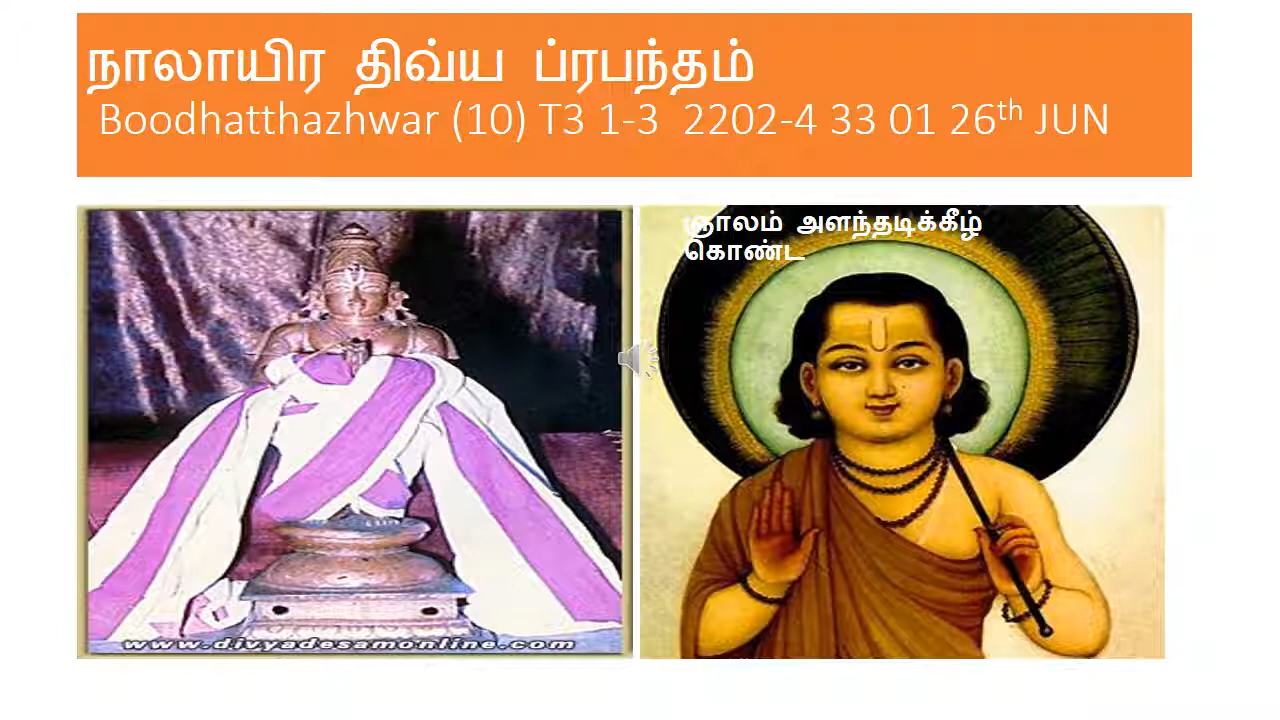 நாலாயிர திவ்ய ப்ரபந்தம்
Boodhatthazhwar (10) T3 1-3 2202-4 33 01 26th JUN
ஞாலம் அளந்தடிக்கீழ்
கொண்ட
www.divyadesamonline.com